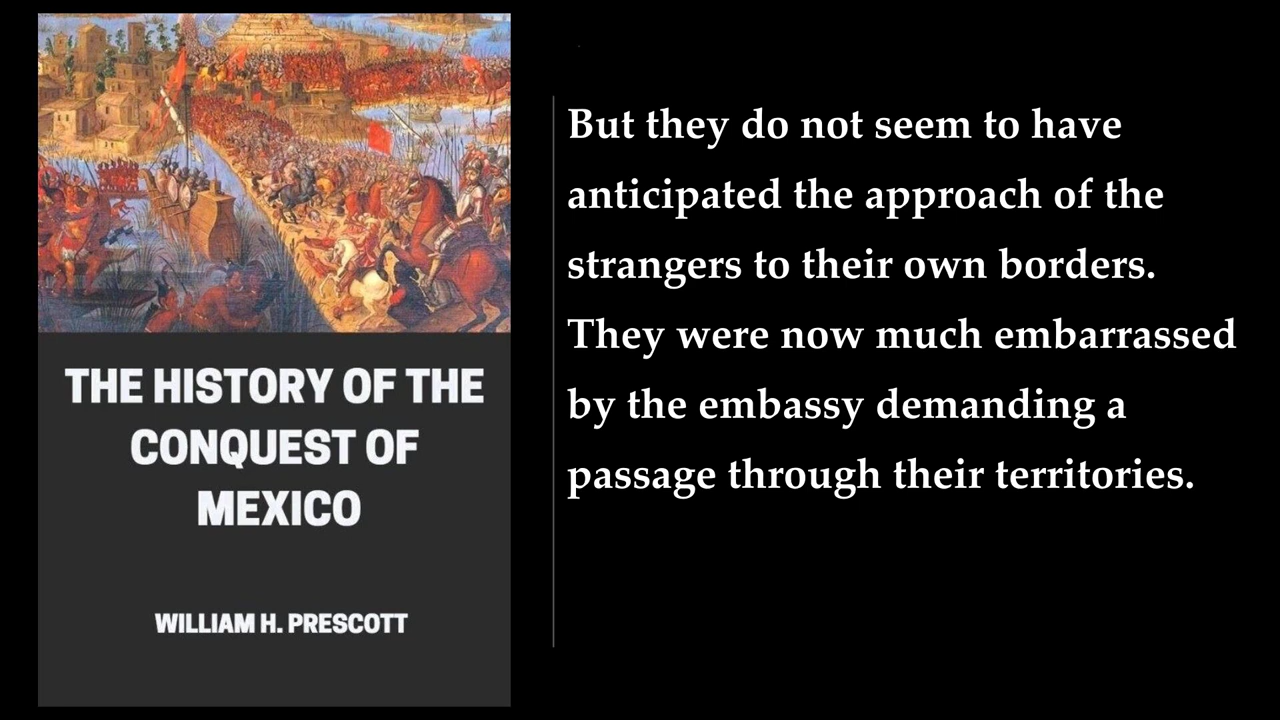 THE HISTORY OF THE
CONQUEST OF
MEXICO
WILLIAM H. PRESCOTT
But they do not seem to have
anticipated the approach of the
strangers to their own borders.
They were now much embarrassed
by the embassy demanding a
passage through their territories.